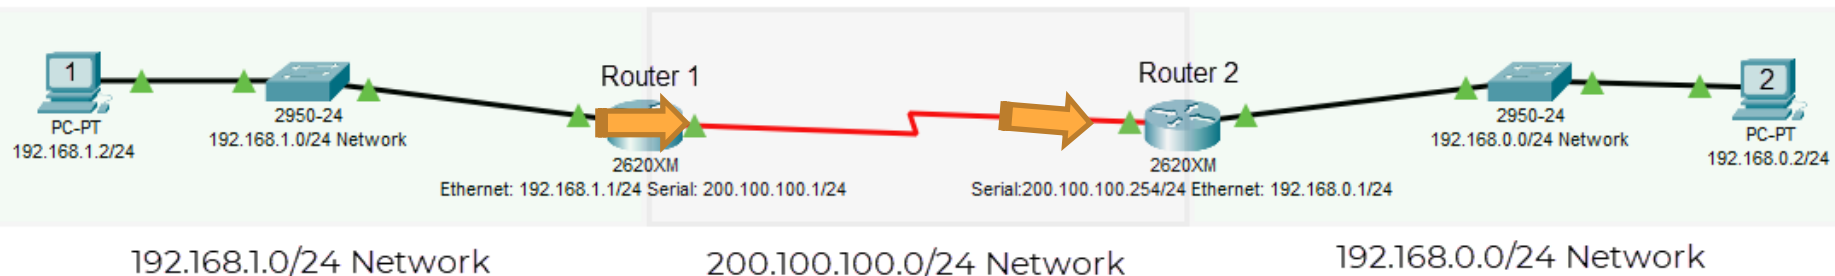 1
PC-PT
192.168.1.2/24
2950-24
192.168.1.0/24 Network
Router 1
2620XM
Ethernet: 192.168.1.1/24 Serial: 200.100.100.1/24
Router 2
2620XM
Serial:200.100.100.254/24 Ethernet: 192.168.0.1/24
2950-24
192.168.0.0/24 Network
2
PC-PT
192.168.0.2/24
192.168.1.0/24 Network
200.100.100.0/24 Network
192.168.0.0/24 Network